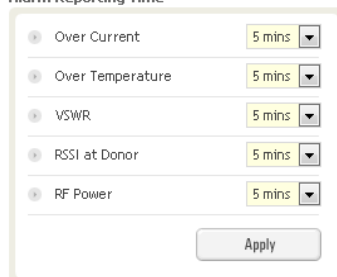 Alarm Reporting Time
Over Current 5 mins
Over Temperature 5 mins
VSWR 5 mins
RSSI at Donor 5 mins
RF Power 5 mins
Apply